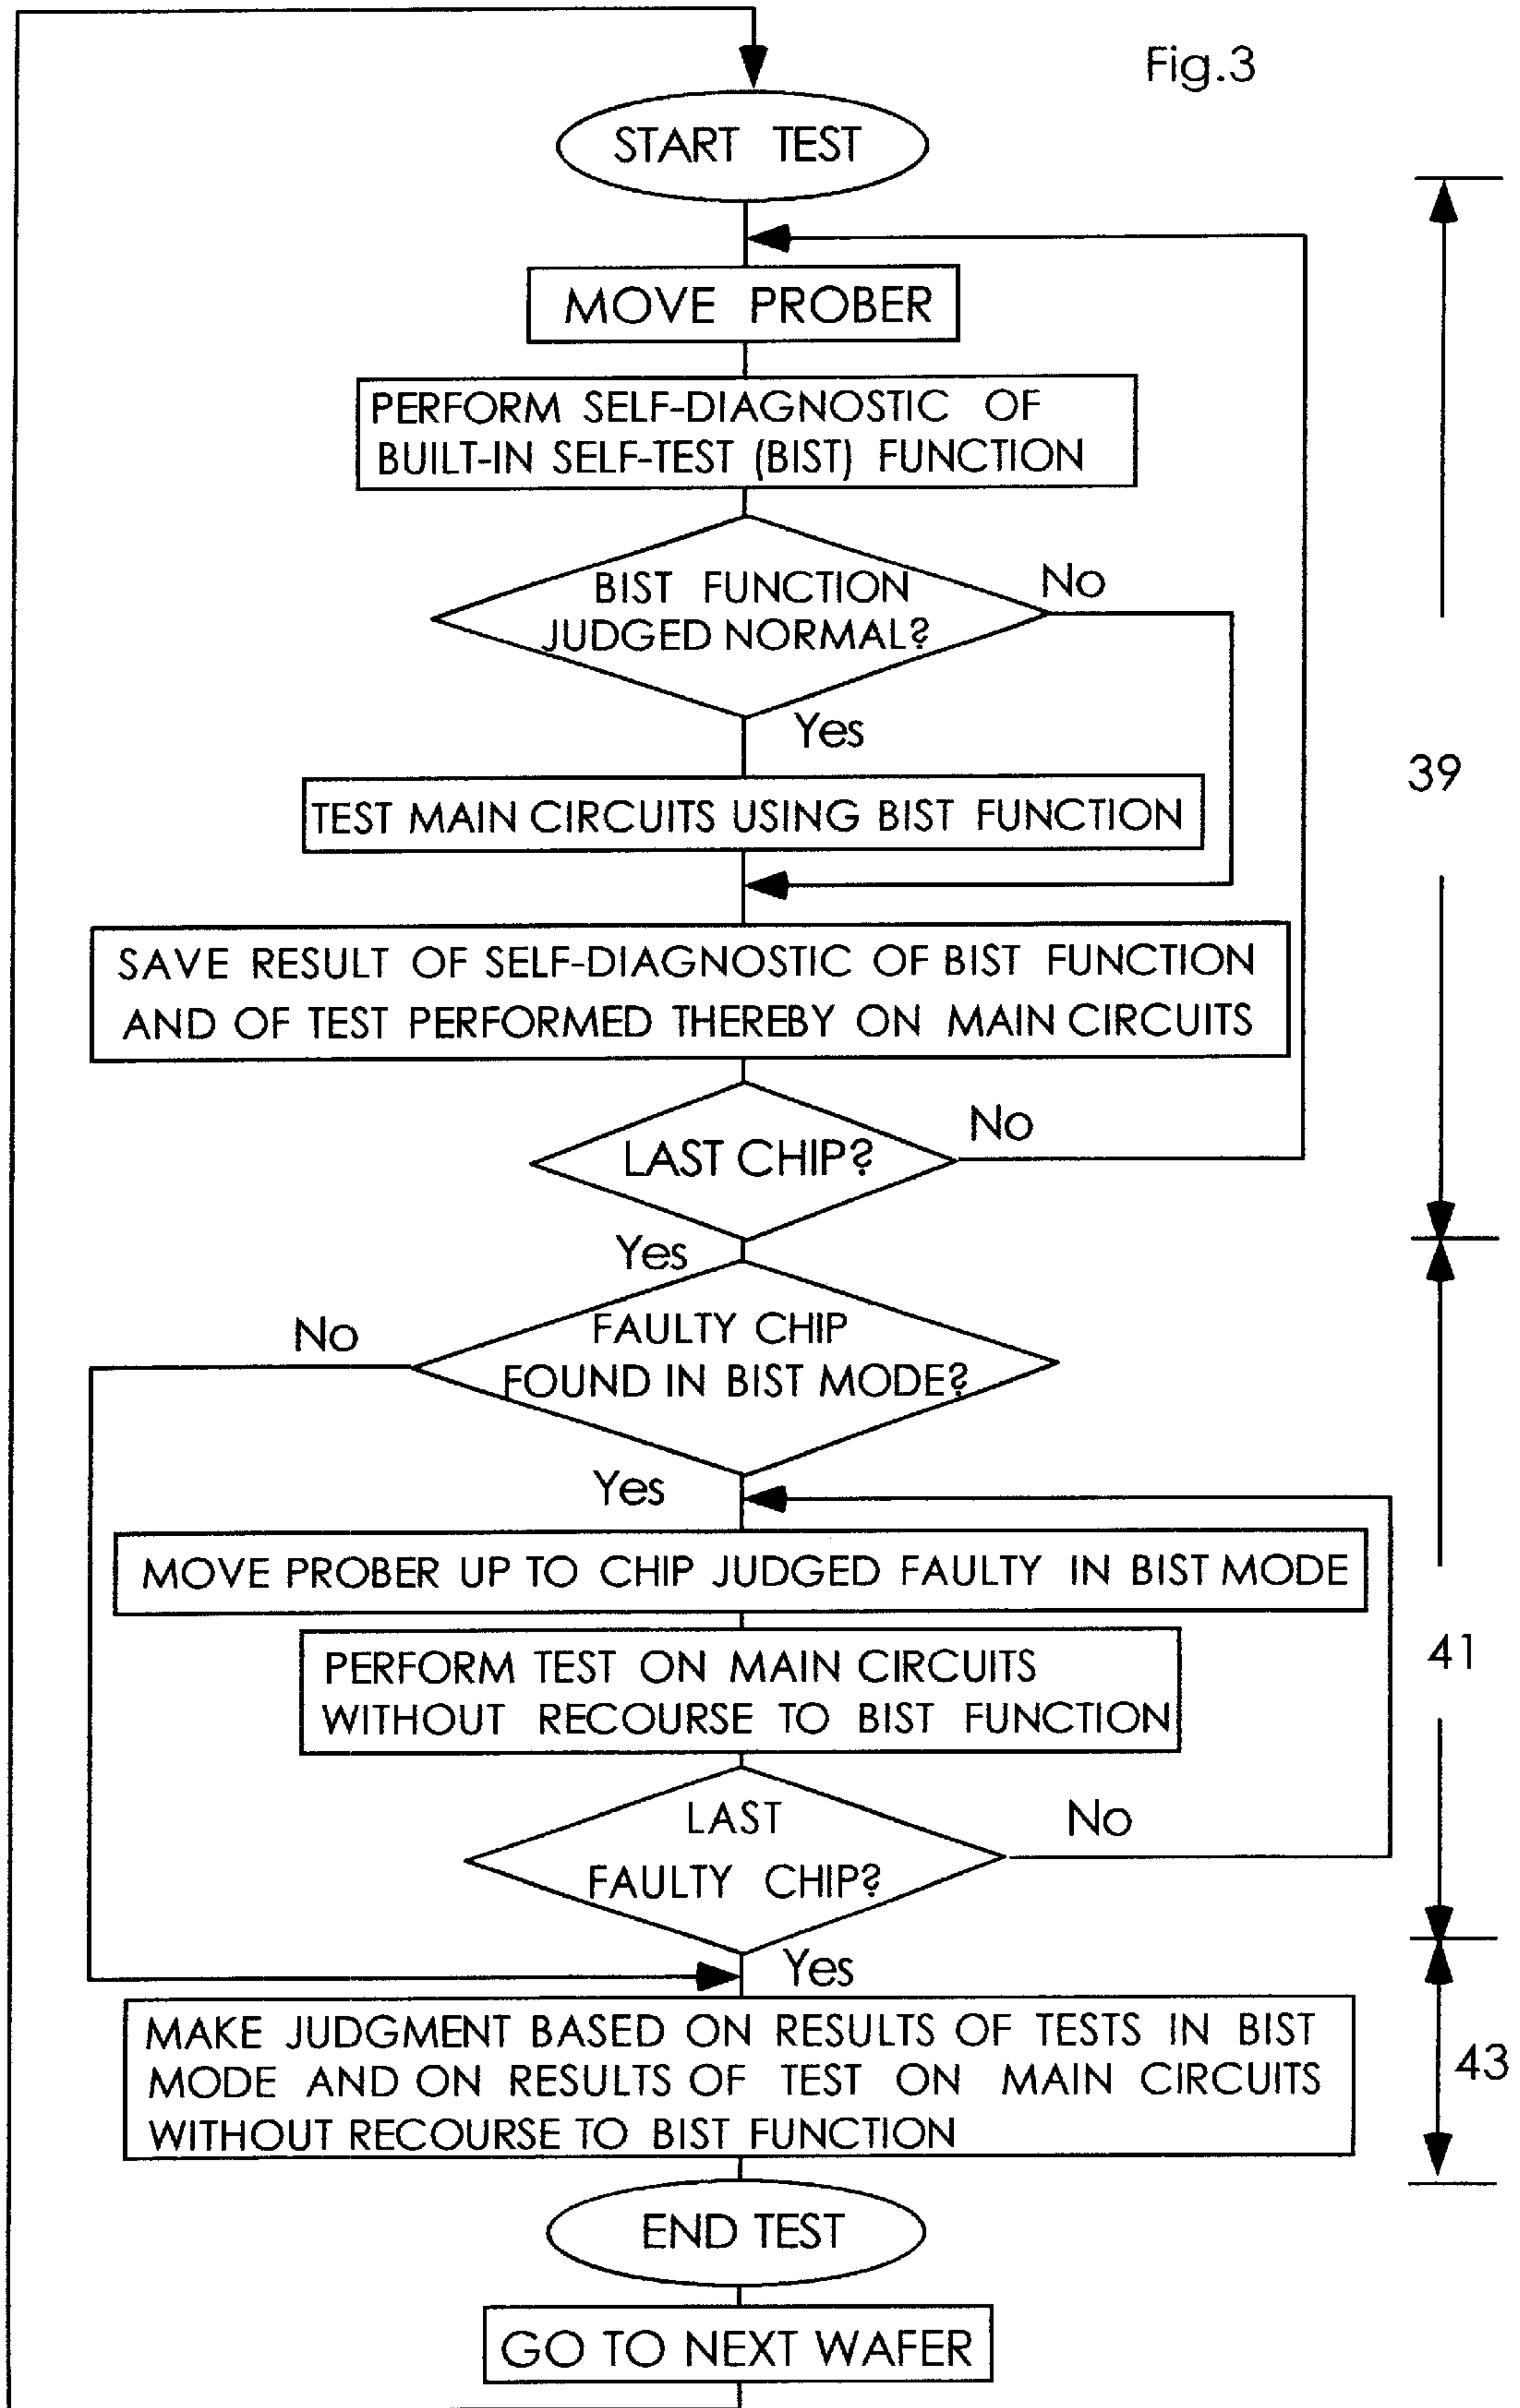 Fig.3
START TEST
MOVE PROBER
PERFORM SELF-DIAGNOSTIC OF
BUILT-IN SELF-TEST (BIST) FUNCTION
BIST FUNCTION
JUDGED NORMAL?
No
Yes
TEST MAIN CIRCUITS USING BIST FUNCTION
39
SAVE RESULT OF SELF-DIAGNOSTIC OF BIST FUNCTION
AND OF TEST PERFORMED THEREBY ON MAIN CIRCUITS
LAST CHIP?
No
Yes
FAULTY CHIP
FOUND IN BIST MODE?
No
Yes
MOVE PROBER UP TO CHIP JUDGED FAULTY IN BIST MODE
PERFORM TEST ON MAIN CIRCUITS
WITHOUT RECOURSE TO BIST FUNCTION
41
LAST
FAULTY CHIP?
No
Yes
MAKE JUDGMENT BASED ON RESULTS OF TESTS IN BIST
MODE AND ON RESULTS OF TEST ON MAIN CIRCUITS
WITHOUT RECOURSE TO BIST FUNCTION
43
END TEST
GO TO NEXT WAFER